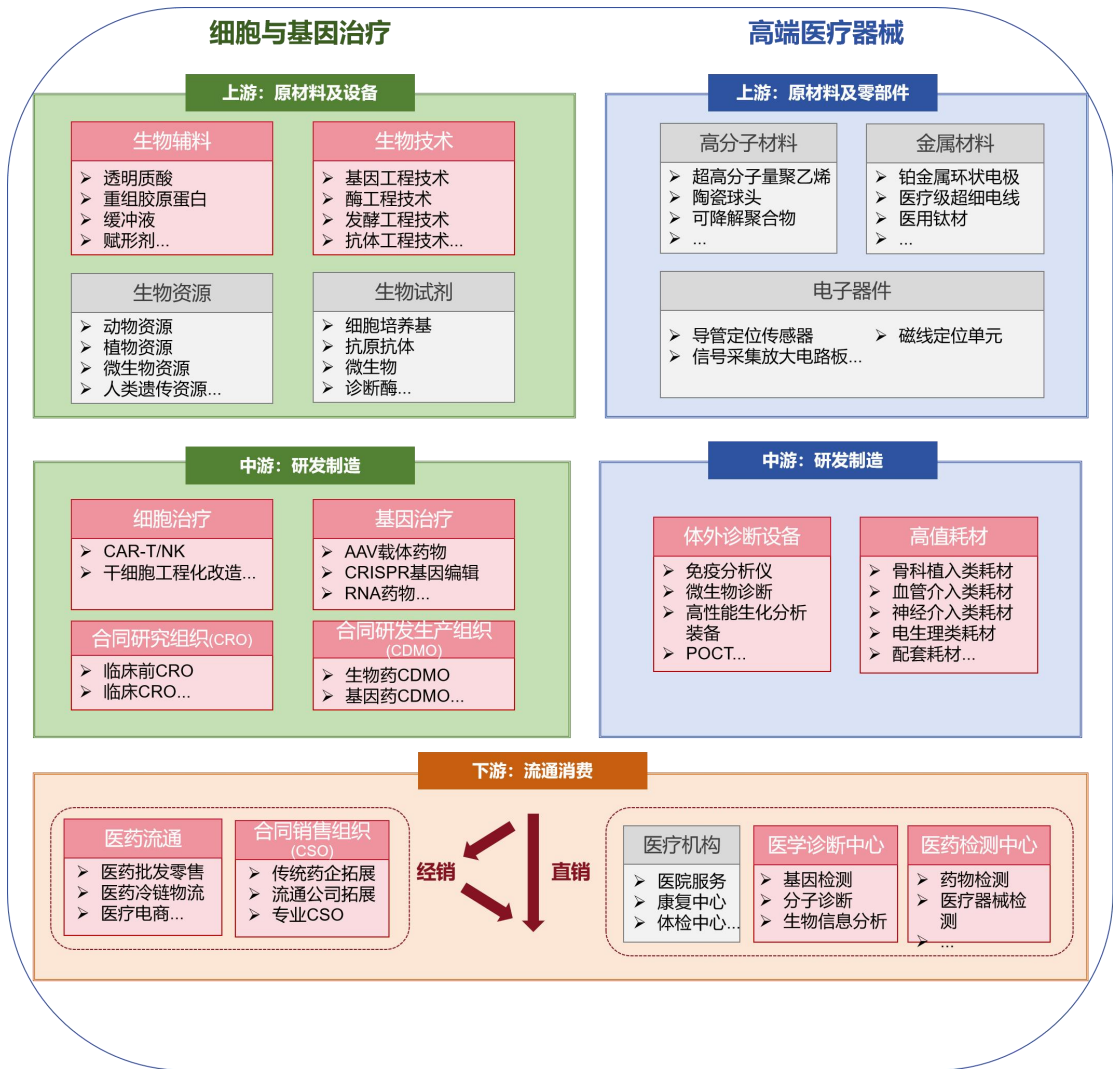 细胞与基因治疗
高端医疗器械
上游：原材料及设备
生物辅料
透明质酸
重组胶原蛋白
缓冲液
赋形剂...
生物技术
基因工程技术
酶工程技术
发酵工程技术
抗体工程技术...
生物资源
动物资源
植物资源
微生物资源
人类遗传资源...
生物试剂
细胞培养基
抗原抗体
微生物
诊断酶...
上游：原材料及零部件
高分子材料
超高分子量聚乙烯
陶瓷球头
可降解聚合物
...
金属材料
铂金属环状电极
医疗级超细电线
医用钛材
...
电子器件
导管定位传感器
信号采集放大电路板...
磁线定位单元
中游：研发制造
细胞治疗
CAR-T/NK
干细胞工程化改造...
基因治疗
AAV载体药物
CRISPR基因编辑
RNA药物...
合同研究组织(CRO)
临床前CRO
临床CRO...
合同研发生产组织
(CDMO)
生物药CDMO
基因药CDMO...
中游：研发制造
体外诊断设备
免疫分析仪
微生物诊断
高性能生化分析
装备
POCT...
高值耗材
骨科植入类耗材
血管介入类耗材
神经介入类耗材
电生理类耗材
配套耗材...
下游：流通消费
医药流通
医药批发零售
医药冷链物流
医疗电商...
合同销售组织
(CSO)
传统药企拓展
流通公司拓展
专业CSO
经销
直销
医疗机构
医院服务
康复中心
体检中心...
医学诊断中心
基因检测
分子诊断
生物信息分析
医药检测中心
药物检测
医疗器械检
测
...